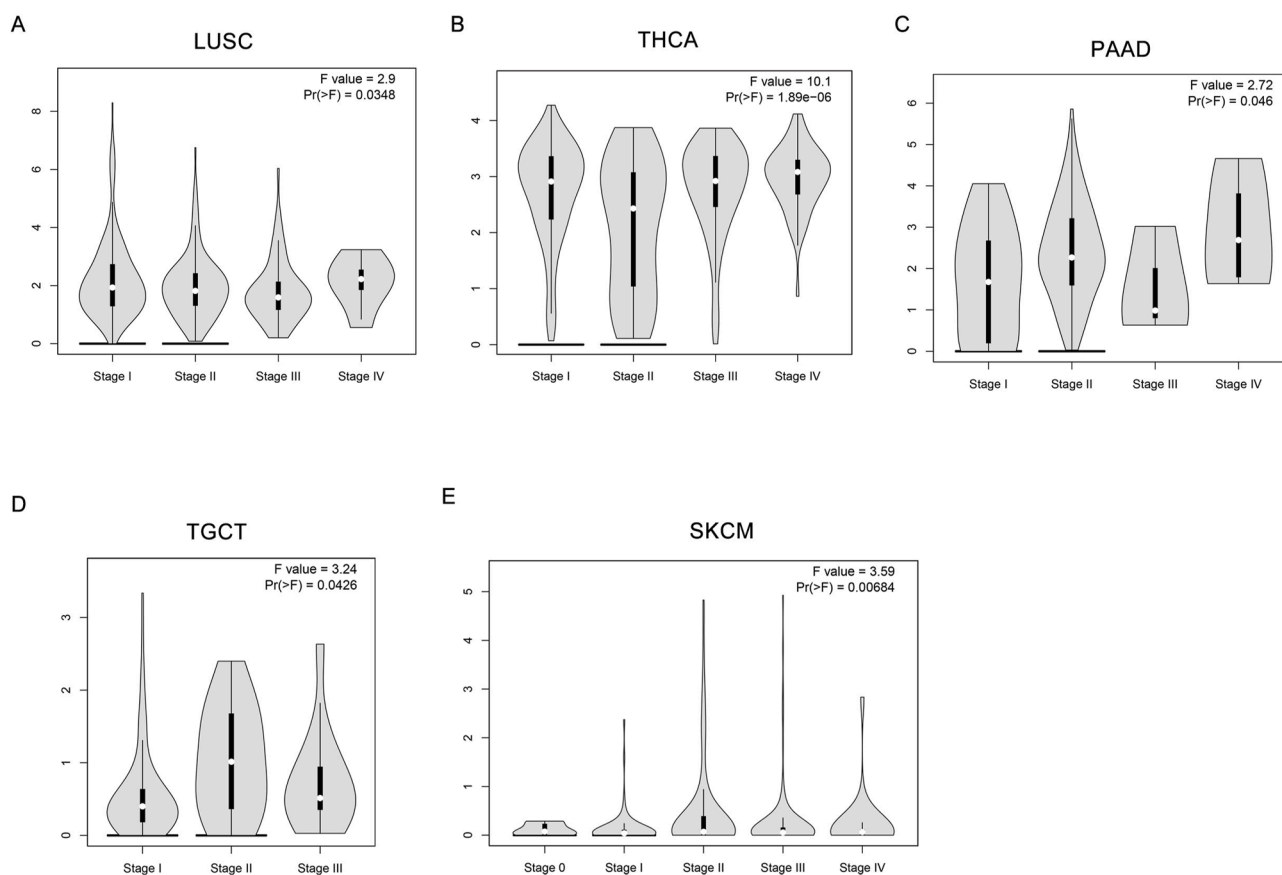 A
LUSC
F value = 2.9
Pr(>F) = 0.0348
8
6
4
2
0
Stage I
Stage II
Stage III
Stage IV
B
THCA
F value = 10.1
Pr(>F) = 1.89e−06
4
3
2
1
0
Stage I
Stage II
Stage III
Stage IV
C
PAAD
F value = 2.72
Pr(>F) = 0.046
6
5
4
3
2
1
0
Stage I
Stage II
Stage III
Stage IV
D
TGCT
F value = 3.24
Pr(>F) = 0.0426
3
2
1
0
Stage I
Stage II
Stage III
E
SKCM
F value = 3.59
Pr(>F) = 0.00684
5
4
3
2
1
0
Stage 0
Stage I
Stage II
Stage III
Stage IV